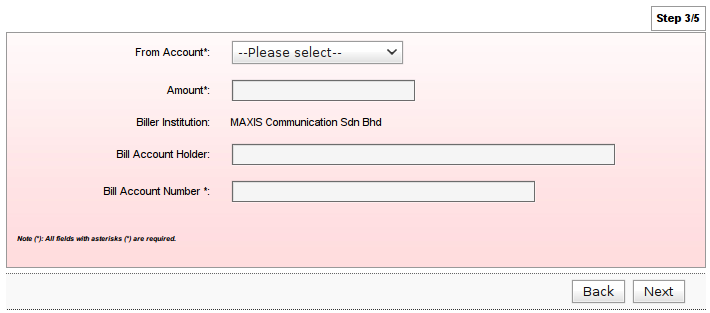 Step 3/5
From Account*: --Please select--
Amount*:
Biller Institution: MAXIS Communication Sdn Bhd
Bill Account Holder:
Bill Account Number *:
Note (*): All fields with asterisks (*) are required.
Back Next